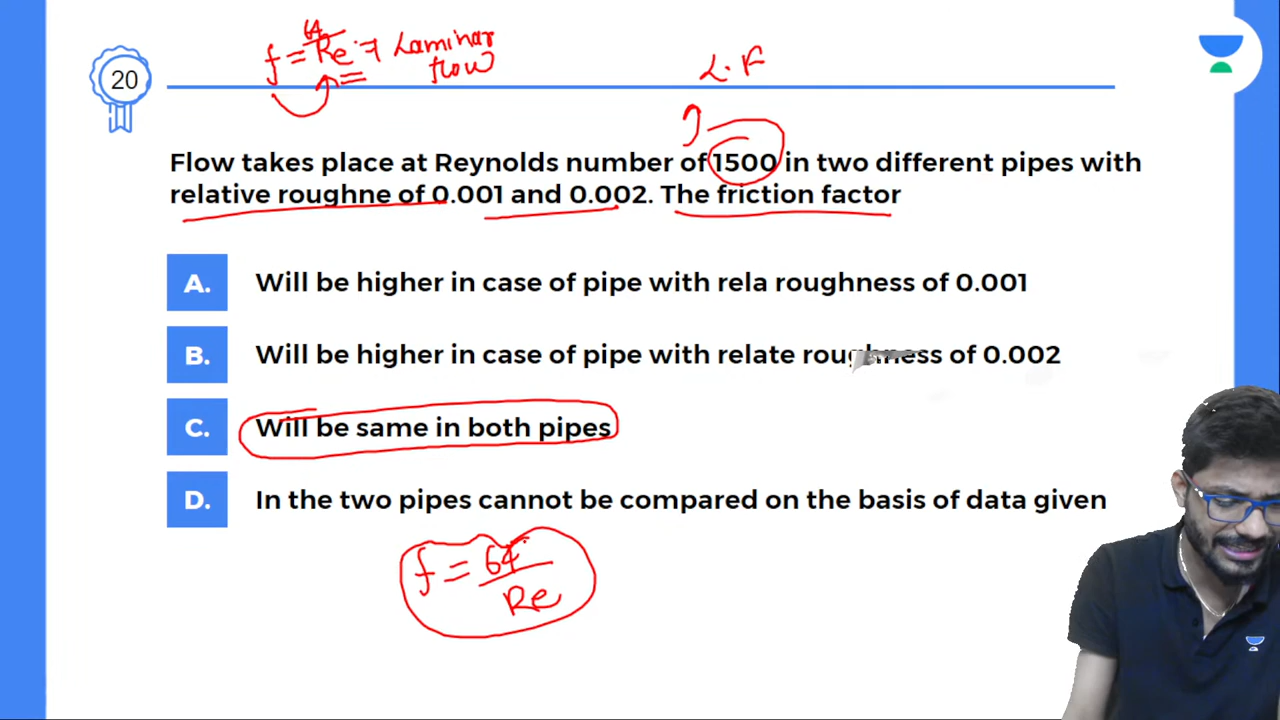 f = 64/Re ⇒ Laminar
flow
L.F
20
Flow takes place at Reynolds number of 1500 in two different pipes with
relative roughne of 0.001 and 0.002. The friction factor
A. Will be higher in case of pipe with rela roughness of 0.001
B. Will be higher in case of pipe with relate roughness of 0.002
C. Will be same in both pipes
D. In the two pipes cannot be compared on the basis of data given
f = 64/Re